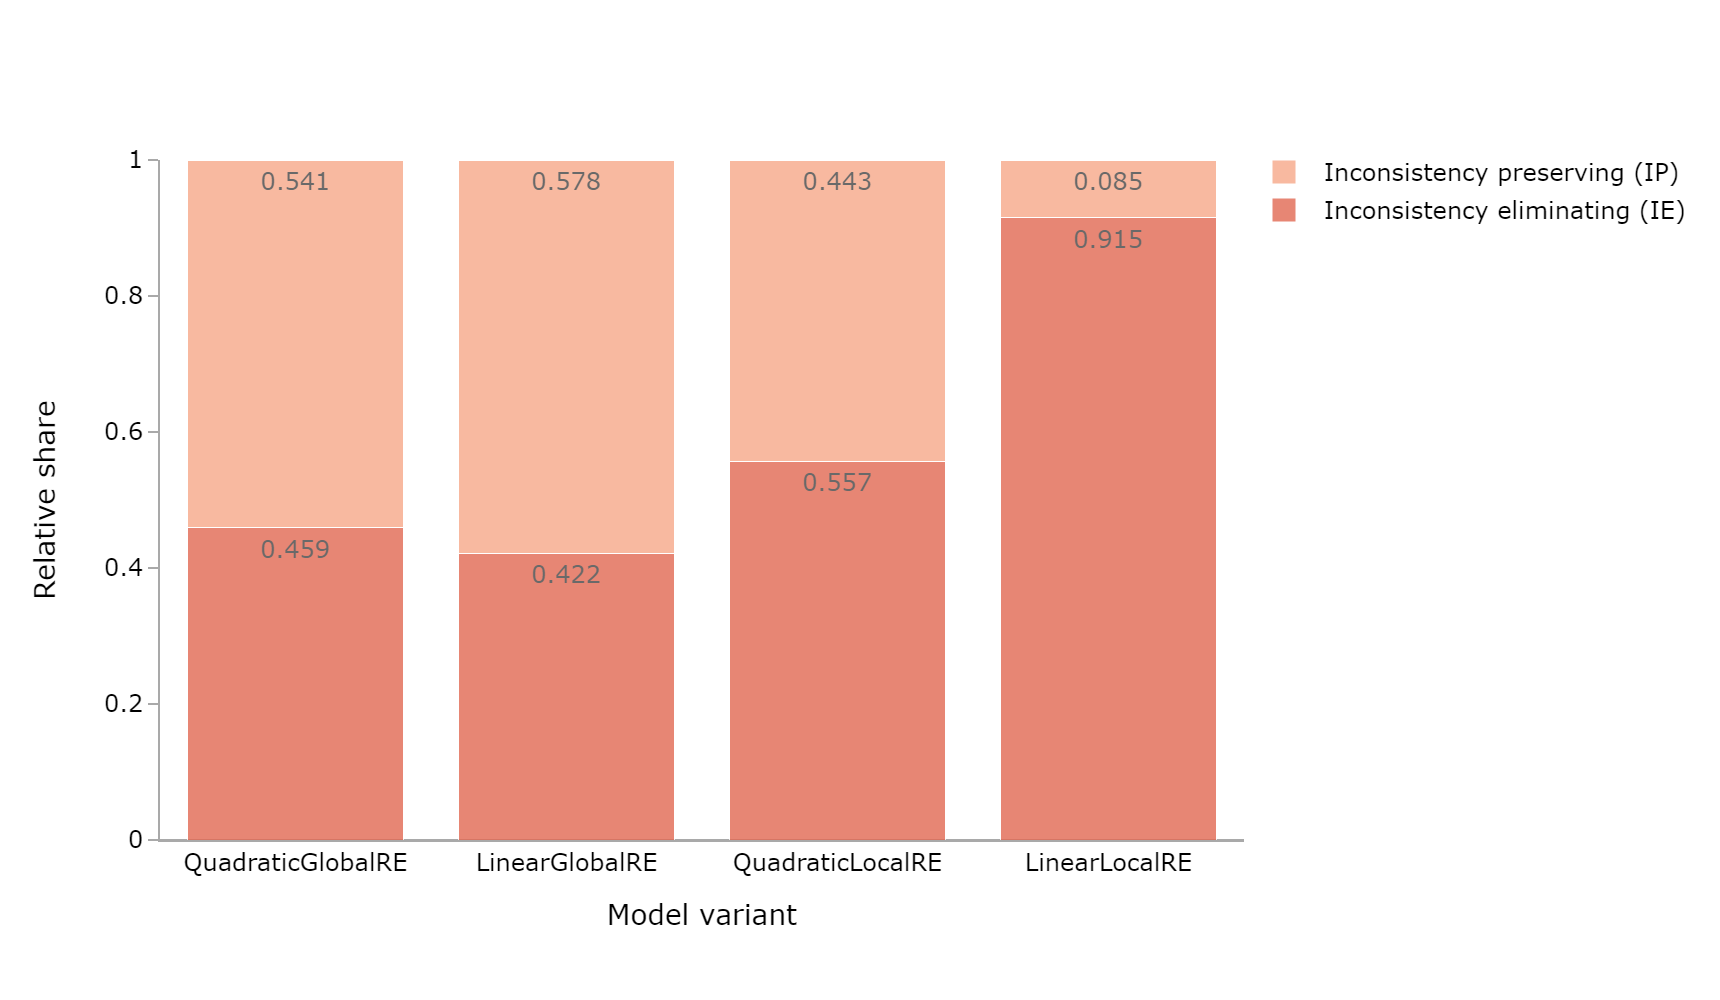 1
0.8
0.6
0.4
0.2
0
Relative share
0.541
0.578
0.443
0.085
0.459
0.422
0.557
0.915
QuadraticGlobalRE
LinearGlobalRE
QuadraticLocalRE
LinearLocalRE
Model variant
Inconsistency preserving (IP)
Inconsistency eliminating (IE)